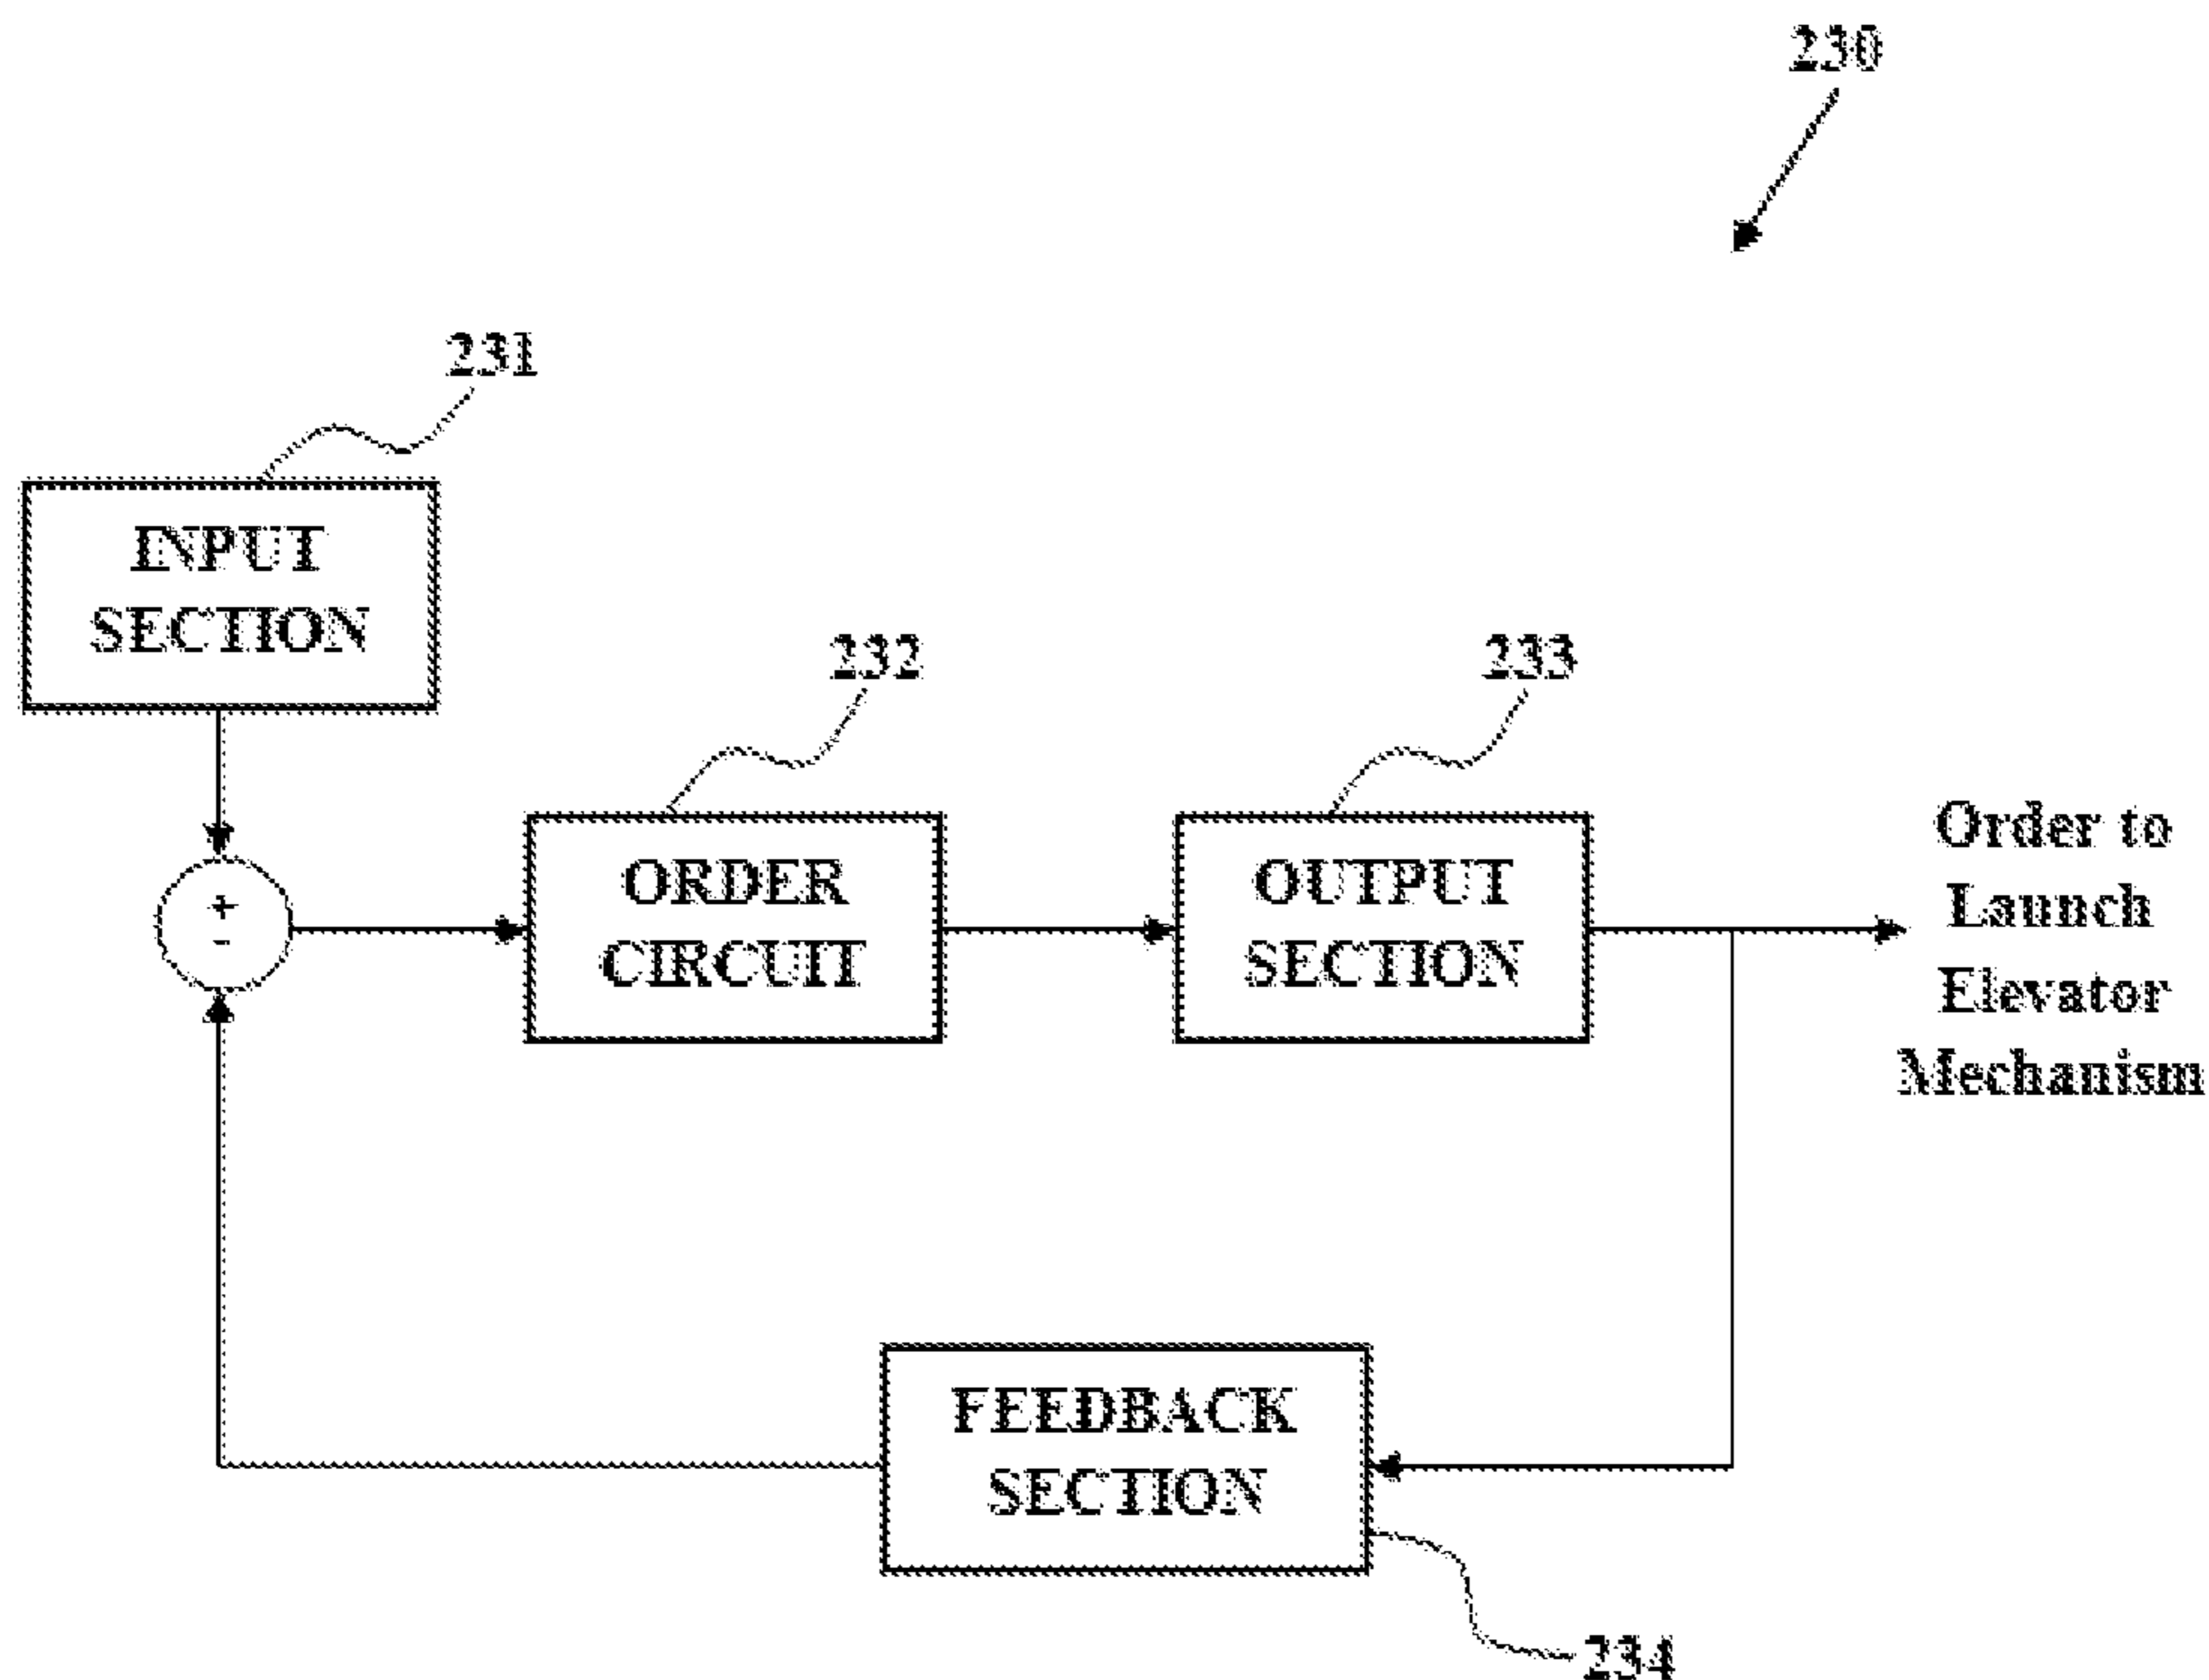 230
231
INPUT
SECTION
232
233
+
-
ORDER
CIRCUIT
OUTPUT
SECTION
Order to
Launch
Elevator
Mechanism
FEEDBACK
SECTION
234